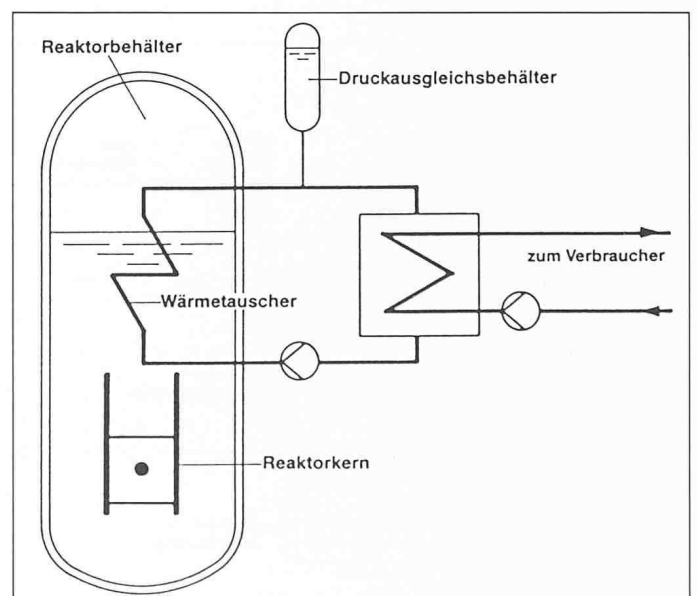 Reaktorbehälter
Druckausgleichsbehälter
zum Verbraucher
Wärmetauscher
Reaktorkern